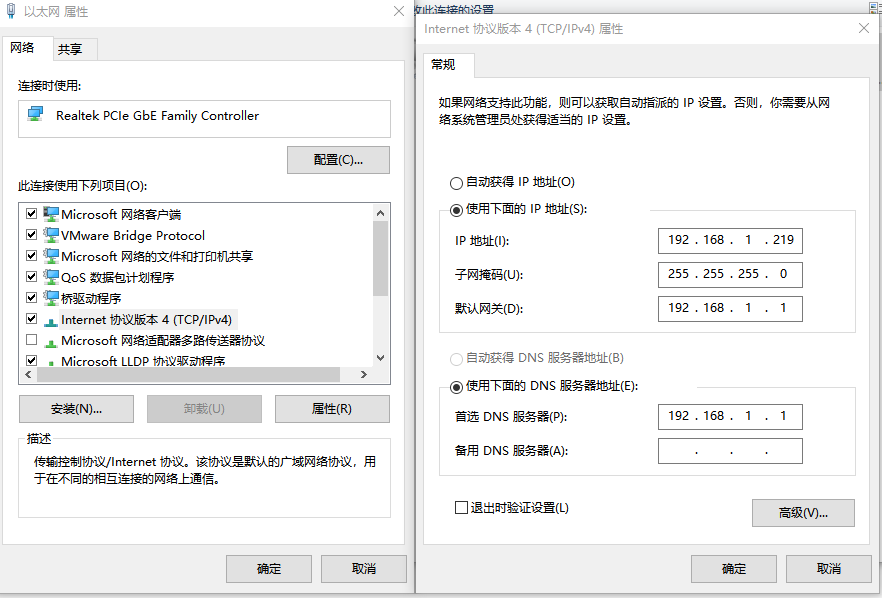 以太网 属性
网络
共享
连接时使用:
Realtek PCIe GbE Family Controller
配置(C)...
此连接使用下列项目(O):
Microsoft 网络客户端
VMware Bridge Protocol
Microsoft 网络的文件和打印机共享
QoS 数据包计划程序
桥驱动程序
Internet 协议版本 4 (TCP/IPv4)
Microsoft 网络适配器多路传送器协议
Microsoft LLDP 协议驱动程序
安装(N)...
卸载(U)
属性(R)
描述
传输控制协议/Internet 协议。该协议是默认的广域网络协议，用
于在不同的相互连接的网络上通信。
确定
取消
改此连接的设置
Internet 协议版本 4 (TCP/IPv4) 属性
常规
如果网络支持此功能，则可以获取自动指派的 IP 设置。否则，你需要从网
络系统管理员处获得适当的 IP 设置。
自动获得 IP 地址(O)
使用下面的 IP 地址(S):
IP 地址(I):
192 . 168 . 1 . 219
子网掩码(U):
255 . 255 . 255 . 0
默认网关(D):
192 . 168 . 1 . 1
自动获得 DNS 服务器地址(B)
使用下面的 DNS 服务器地址(E):
首选 DNS 服务器(P):
192 . 168 . 1 . 1
备用 DNS 服务器(A):
. . .
退出时验证设置(L)
高级(V)...
确定
取消